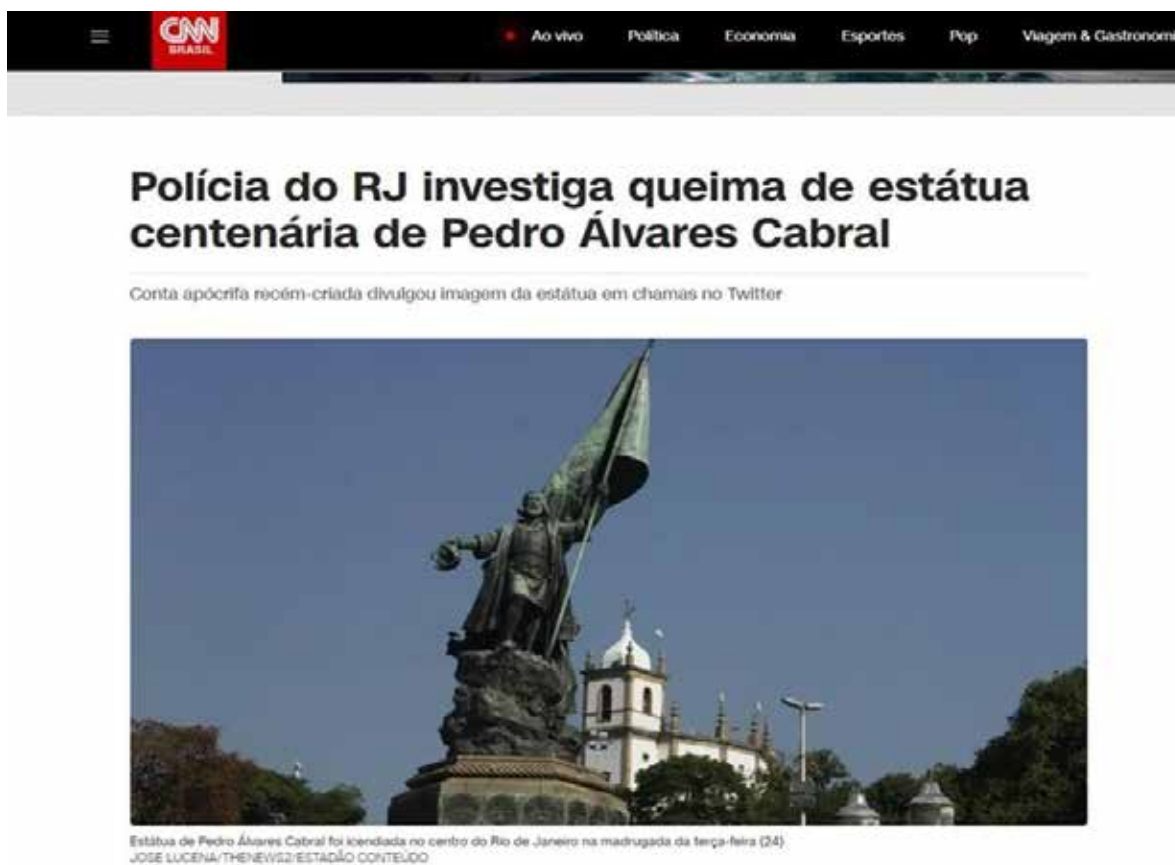 CNN
BRASIL
Ao vivo Política Economia Esportes Pop Viagem & Gastronomi
Polícia do RJ investiga queima de estátua
centenária de Pedro Álvares Cabral
Conta apócrifa recém-criada divulgou imagem da estátua em chamas no Twitter
Estátua de Pedro Álvares Cabral foi icendiada no centro do Rio de Janeiro na madrugada da terça-feira (24)
JOSE LUCENA/THENEWS2/ESTADÃO CONTEÚDO